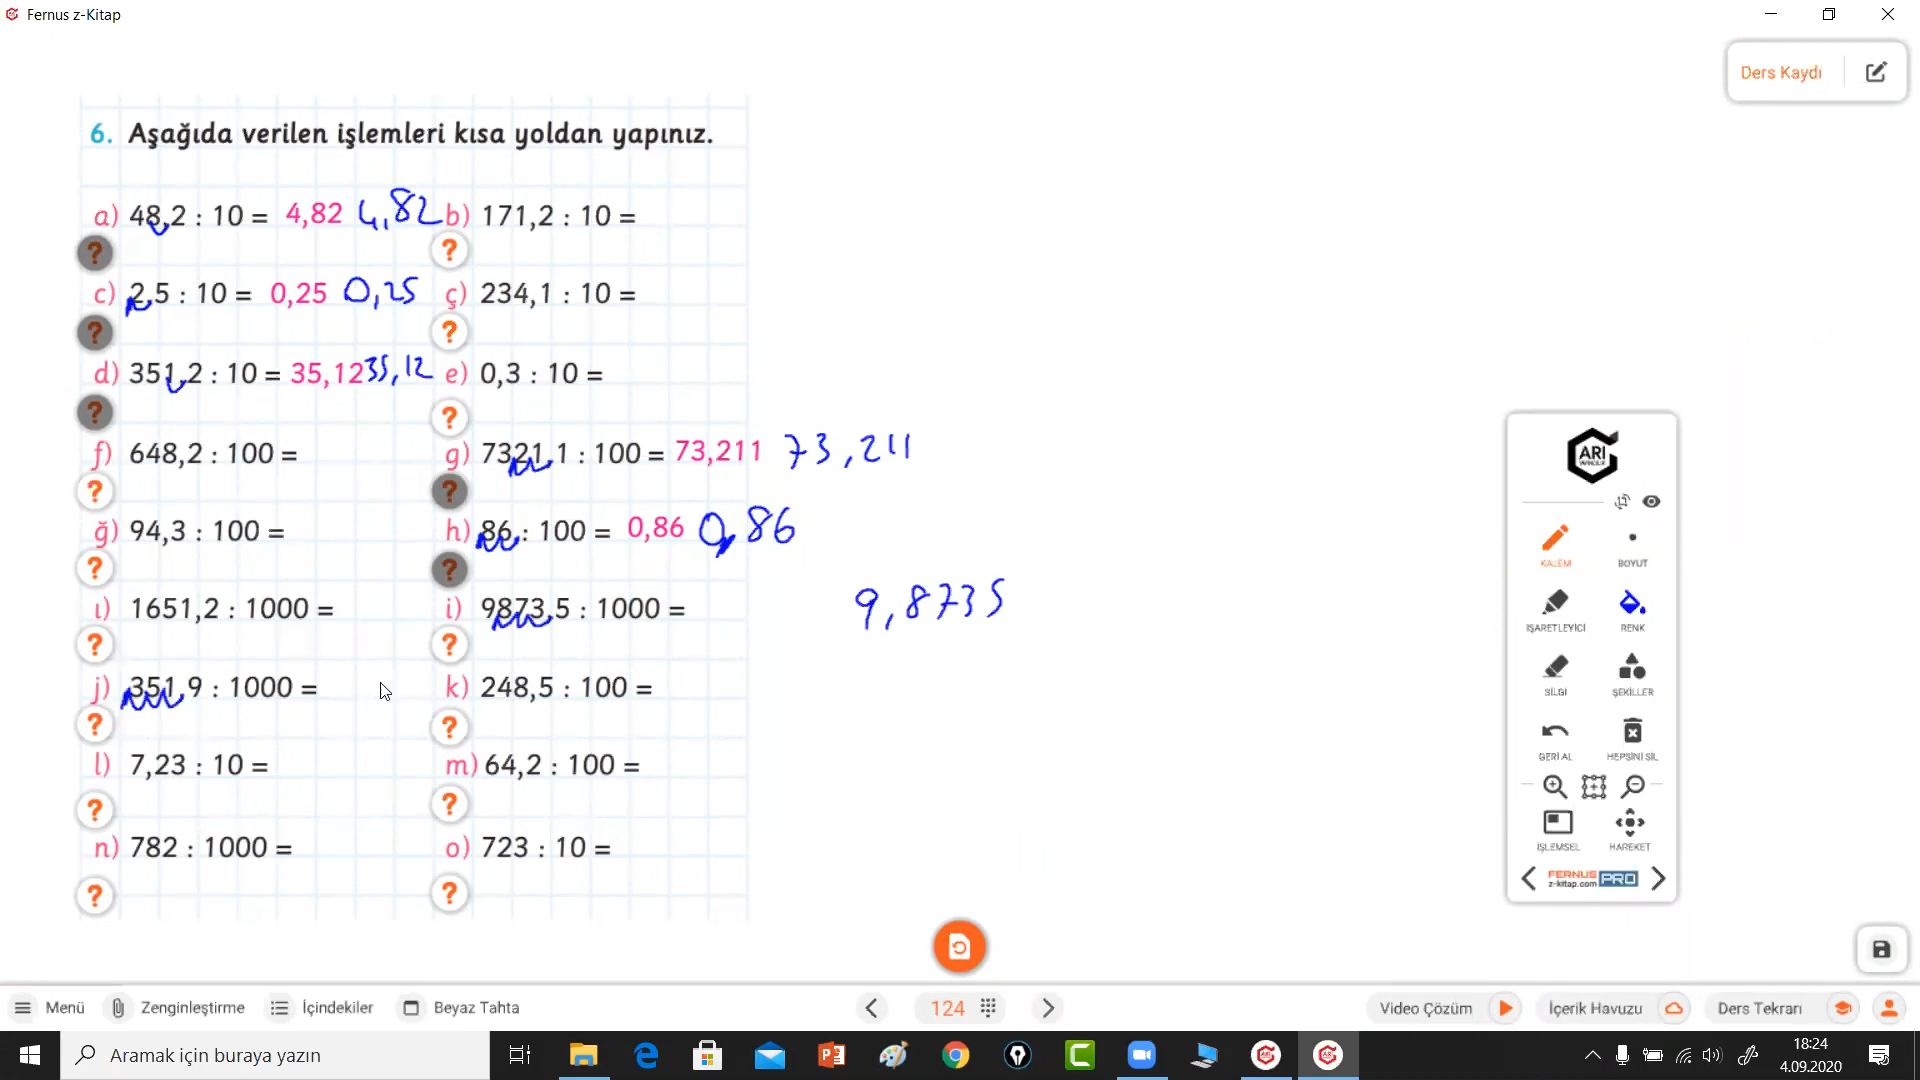 Fernus z-Kitap
Ders Kaydı
6. Aşağıda verilen işlemleri kısa yoldan yapınız.
a) 48,2 : 10 = 4,82 4,82 b) 171,2 : 10 =
? ?
c) 2,5 : 10 = 0,25 0,25 ç) 234,1 : 10 =
? ?
d) 351,2 : 10 = 35,12 35,12 e) 0,3 : 10 =
? ?
f) 648,2 : 100 = g) 7321,1 : 100 = 73,211 73,211
? ?
ğ) 94,3 : 100 = h) 86 : 100 = 0,86 0,86
? ?
ı) 1651,2 : 1000 = i) 9873,5 : 1000 = 9,8735
? ?
j) 351,9 : 1000 = k) 248,5 : 100 =
? ?
l) 7,23 : 10 = m) 64,2 : 100 =
? ?
n) 782 : 1000 = o) 723 : 10 =
? ?
ARI
YAYINCILIK
KALEM BOYUT
İŞARETLEYİCİ RENK
SİLGİ ŞEKİLLER
GERİ AL HEPSİNİ SİL
İŞLEMSEL HAREKET
FERNUS
z-kitap.com PRO
Menü Zenginleştirme İçindekiler Beyaz Tahta 124 Video Çözüm İçerik Havuzu Ders Tekrarı
Aramak için buraya yazın
18:24
4.09.2020